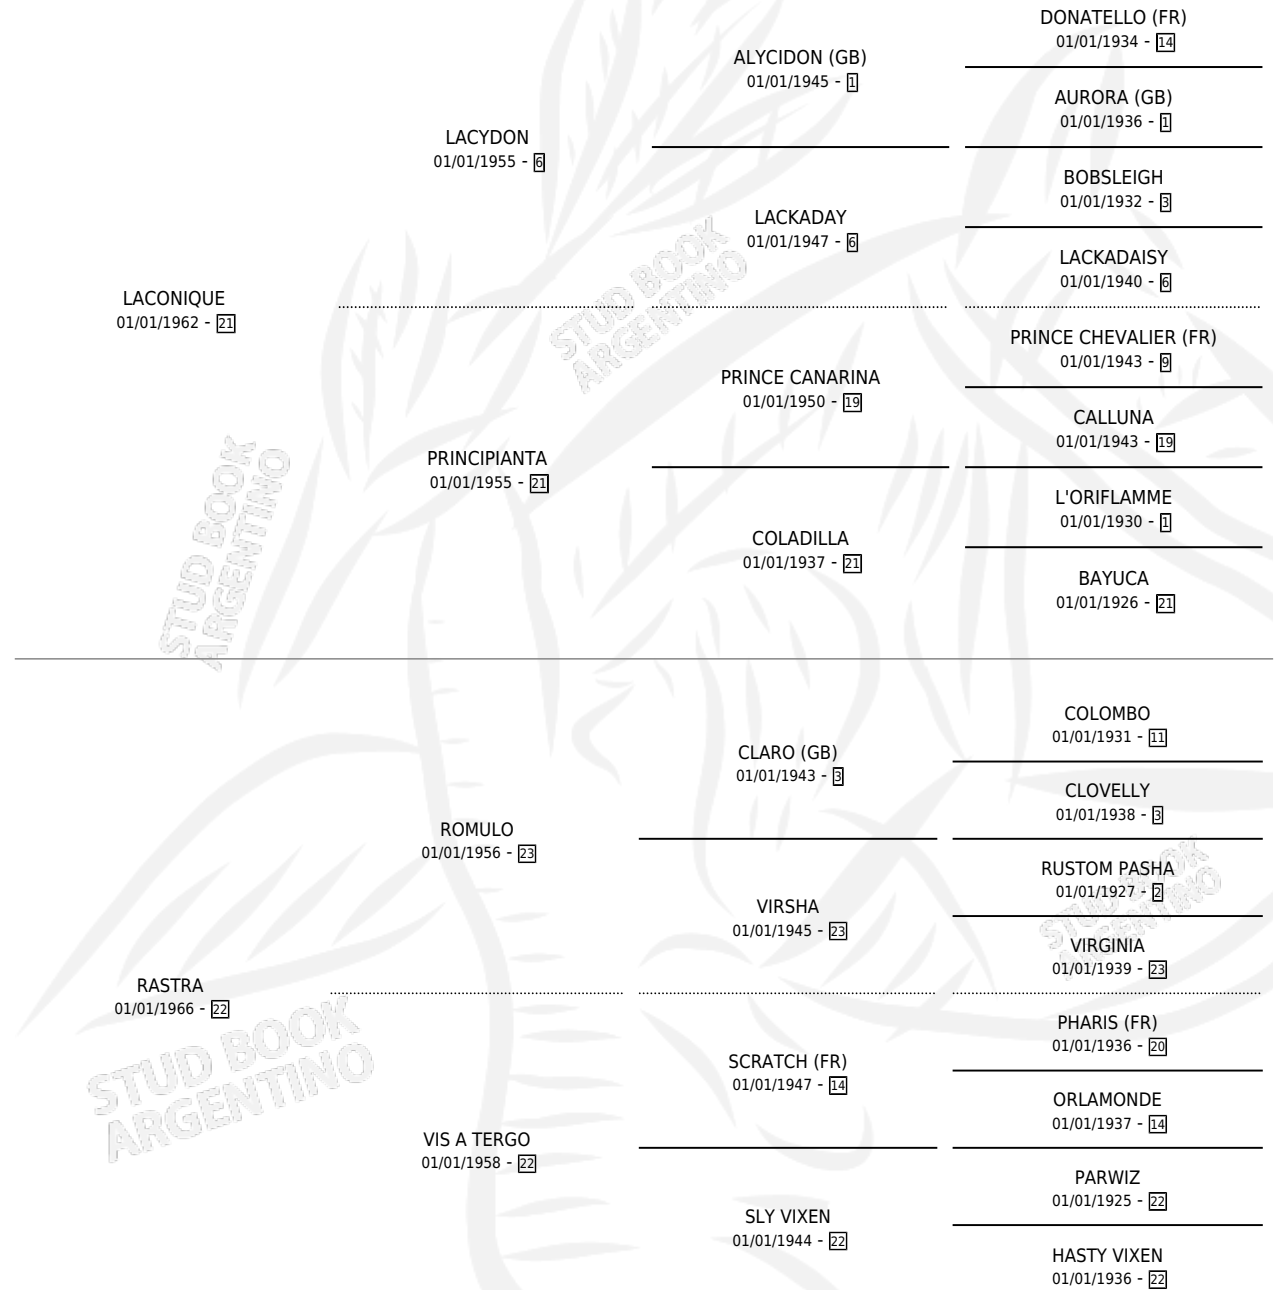 DONATELLO (FR)
01/01/1934 - 14
ALYCIDON (GB)
01/01/1945 - 1
AURORA (GB)
01/01/1936 - 1
LACYDON
01/01/1955 - 6
BOBSLEIGH
01/01/1932 - 3
LACKADAY
01/01/1947 - 6
LACKADAISY
01/01/1940 - 6
LACONIQUE
01/01/1962 - 21
PRINCE CHEVALIER (FR)
01/01/1943 - 9
PRINCE CANARINA
01/01/1950 - 19
CALLUNA
01/01/1943 - 19
PRINCIPIANTA
01/01/1955 - 21
L'ORIFLAMME
01/01/1930 - 1
COLADILLA
01/01/1937 - 21
BAYUCA
01/01/1926 - 21
COLOMBO
01/01/1931 - 11
CLARO (GB)
01/01/1943 - 3
CLOVELLY
01/01/1938 - 3
ROMULO
01/01/1956 - 23
RUSTOM PASHA
01/01/1927 - 2
VIRSHA
01/01/1945 - 23
VIRGINIA
01/01/1939 - 23
RASTRA
01/01/1966 - 22
PHARIS (FR)
01/01/1936 - 20
SCRATCH (FR)
01/01/1947 - 14
ORLAMONDE
01/01/1937 - 14
VIS A TERGO
01/01/1958 - 22
PARWIZ
01/01/1925 - 22
SLY VIXEN
01/01/1944 - 22
HASTY VIXEN
01/01/1936 - 22
STUD BOOK
ARGENTINO
STUD BOOK
ARGENTINO
STUD BOOK
ARGENTINO
STUD BOOK
ARGENTINO